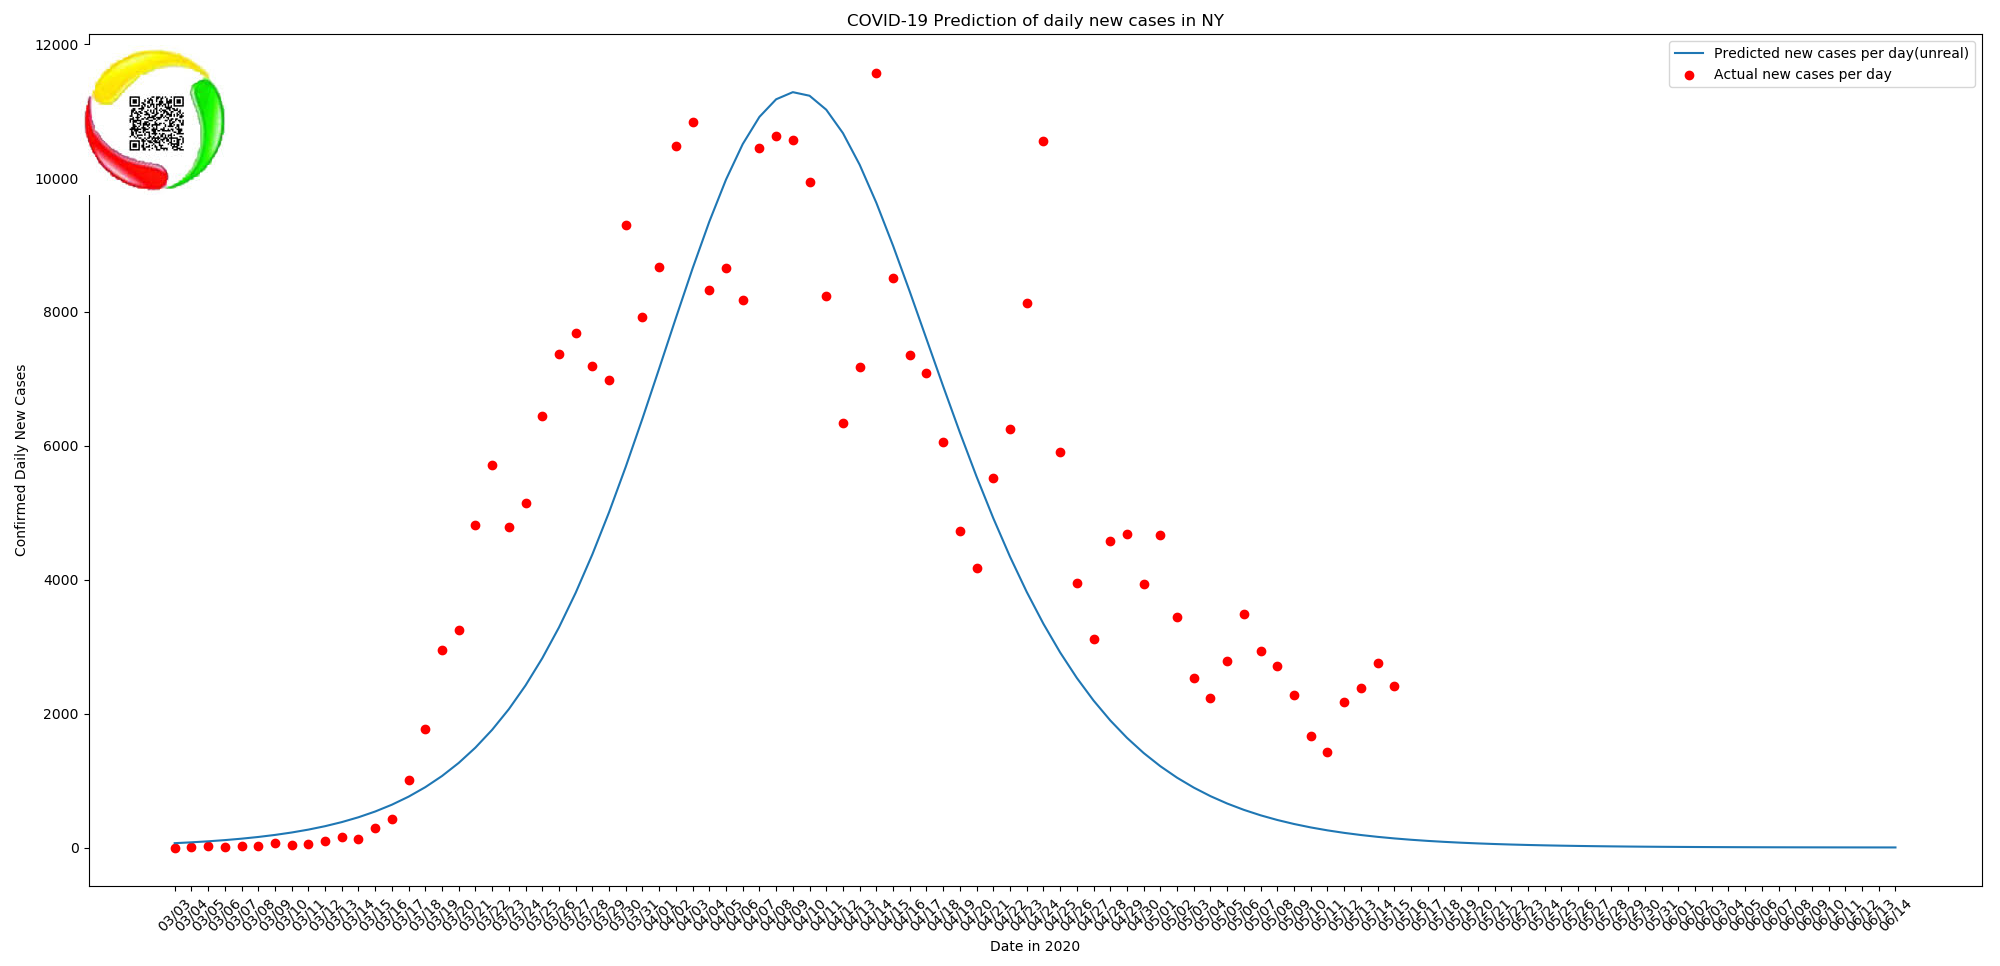 COVID-19 Prediction of daily new cases in NY
Predicted new cases per day(unreal)
Actual new cases per day
12000
10000
8000
6000
4000
2000
0
Confirmed Daily New Cases
03/03 03/04 03/05 03/06 03/07 03/08 03/09 03/10 03/11 03/12 03/13 03/14 03/15 03/16 03/17 03/18 03/19 03/20 03/21 03/22 03/23 03/24 03/25 03/26 03/27 03/28 03/29 03/30 03/31 04/01 04/02 04/03 04/04 04/05 04/06 04/07 04/08 04/09 04/10 04/11 04/12 04/13 04/14 04/15 04/16 04/17 04/18 04/19 04/20 04/21 04/22 04/23 04/24 04/25 04/26 04/27 04/28 04/29 04/30 05/01 05/02 05/03 05/04 05/05 05/06 05/07 05/08 05/09 05/10 05/11 05/12 05/13 05/14 05/15 05/16 05/17 05/18 05/19 05/20 05/21 05/22 05/23 05/24 05/25 05/26 05/27 05/28 05/29 05/30 05/31 06/01 06/02 06/03 06/04 06/05 06/06 06/07 06/08 06/09 06/10 06/11 06/12 06/13 06/14
Date in 2020